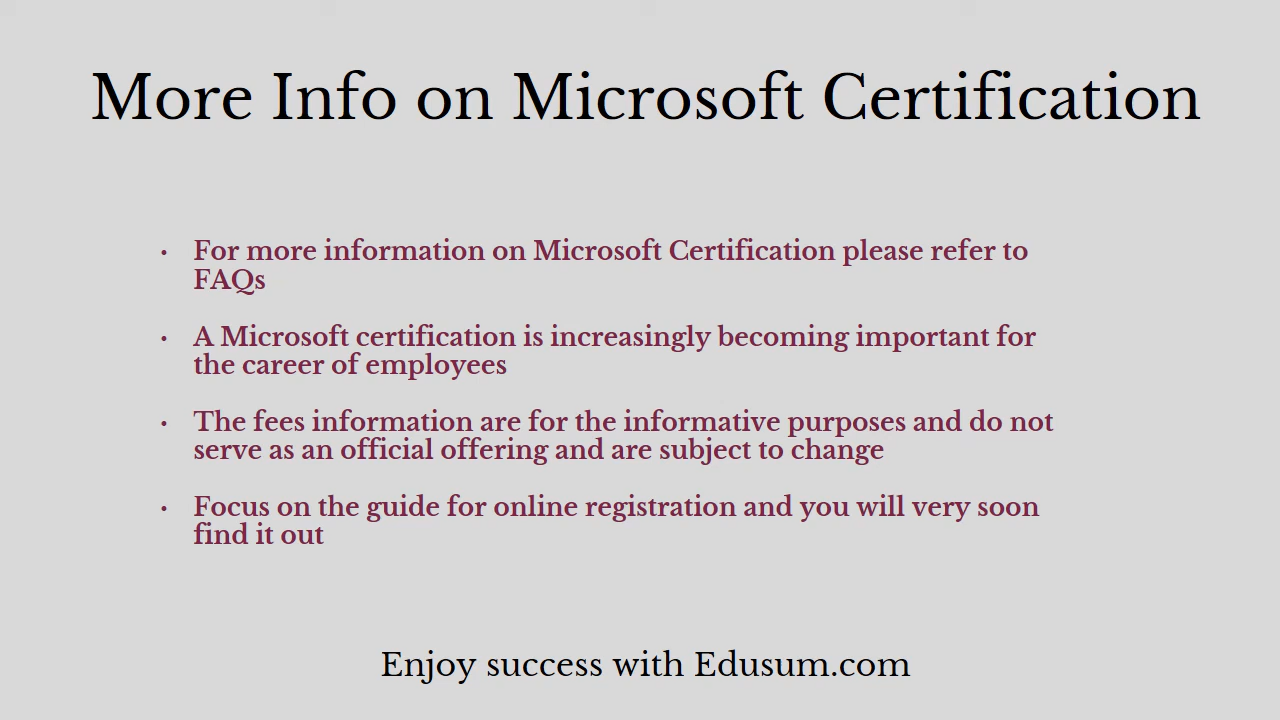 More Info on Microsoft Certification
• For more information on Microsoft Certification please refer to
FAQs
• A Microsoft certification is increasingly becoming important for
the career of employees
• The fees information are for the informative purposes and do not
serve as an official offering and are subject to change
• Focus on the guide for online registration and you will very soon
find it out
Enjoy success with Edusum.com